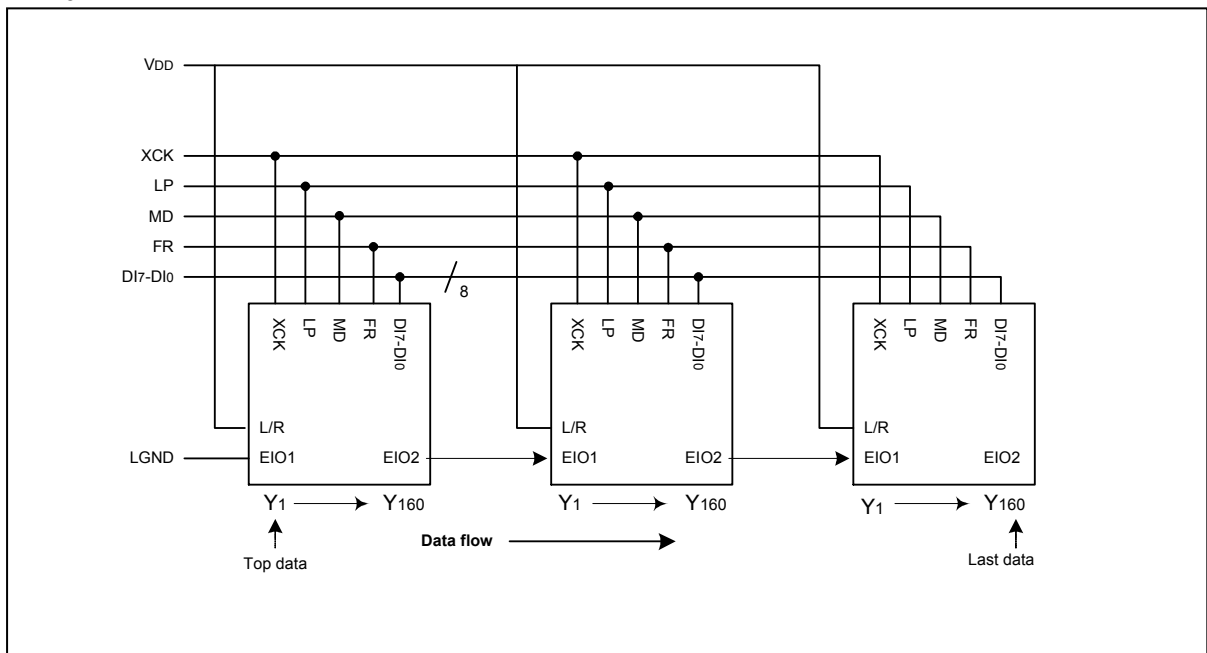 VDD
XCK
LP
MD
FR
DI7-DI0
8
XCK LP MD FR DI7-DI0
XCK LP MD FR DI7-DI0
XCK LP MD FR DI7-DI0
L/R L/R L/R
LGND EIO1 EIO2 EIO1 EIO2 EIO1 EIO2
Y1 Y160 Y1 Y160 Y1 Y160
Data flow
Top data Last data